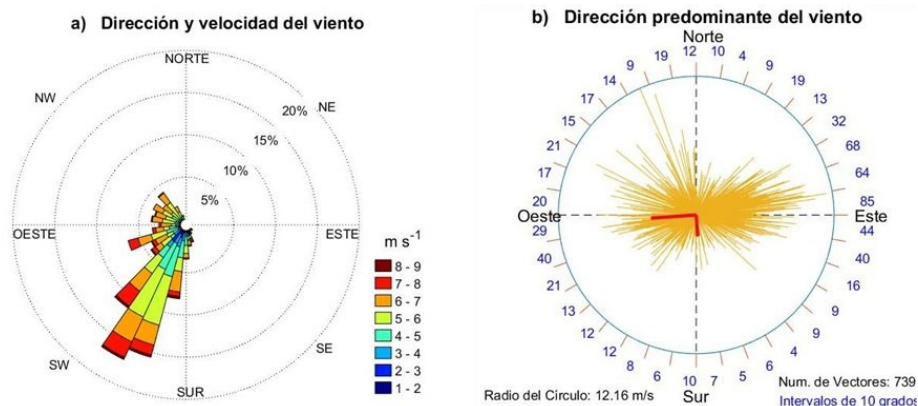 a) Dirección y velocidad del viento
NORTE
NW
NE
20%
15%
10%
5%
OESTE
ESTE
m s-1
8 - 9
7 - 8
6 - 7
5 - 6
4 - 5
3 - 4
2 - 3
1 - 2
SW
SE
SUR
b) Dirección predominante del viento
Norte
12
10
4
9
19
13
32
68
64
85
Este
44
40
16
9
4
9
6
5
7
10
Sur
6
8
12
12
13
21
40
29
Oeste
20
17
21
15
17
14
9
Radio del Círculo: 12.16 m/s
Num. de Vectores: 739
Intervalos de 10 grados